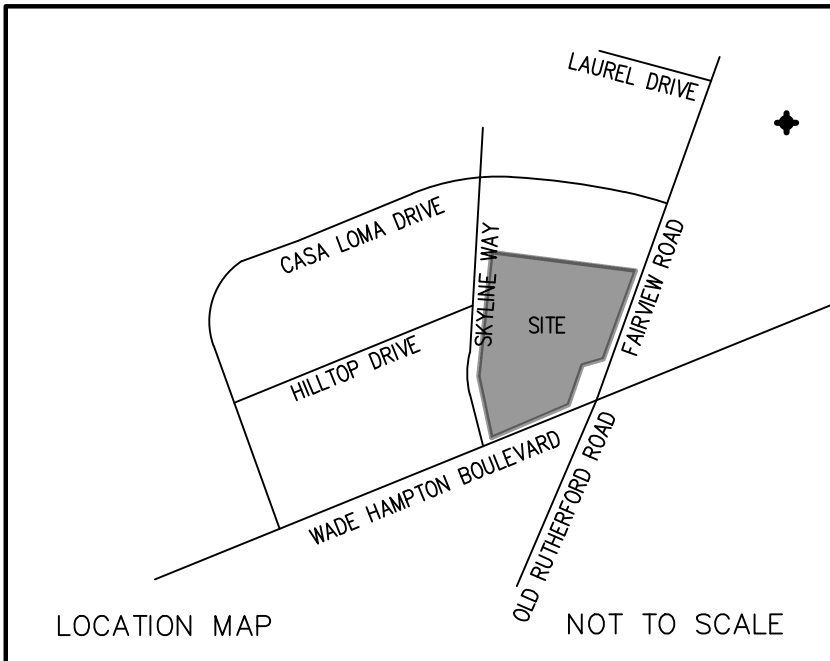 LAUREL DRIVE
CASA LOMA DRIVE
SKYLINE WAY
FAIRVIEW ROAD
SITE
HILLTOP DRIVE
WADE HAMPTON BOULEVARD
OLD RUTHERFORD ROAD
LOCATION MAP
NOT TO SCALE